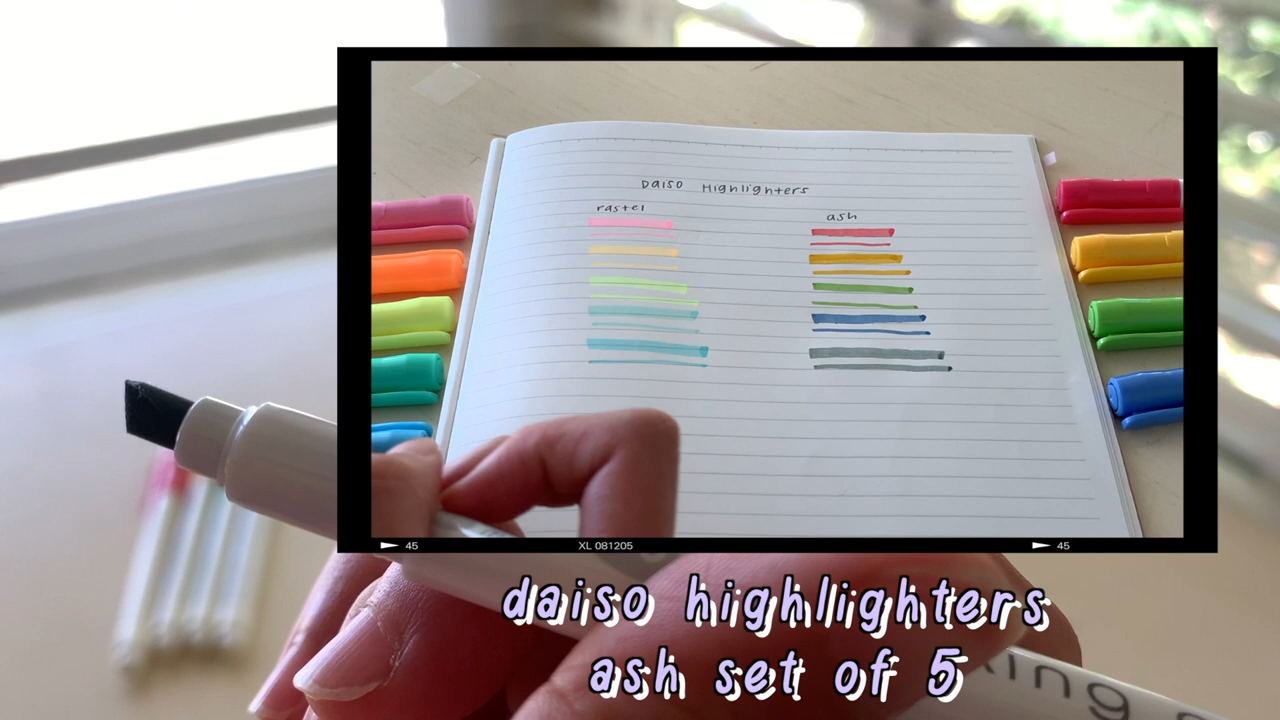 Daiso Highlighters
pastel
ash
45
XL 081205
45
daiso highlighters
ash set of 5